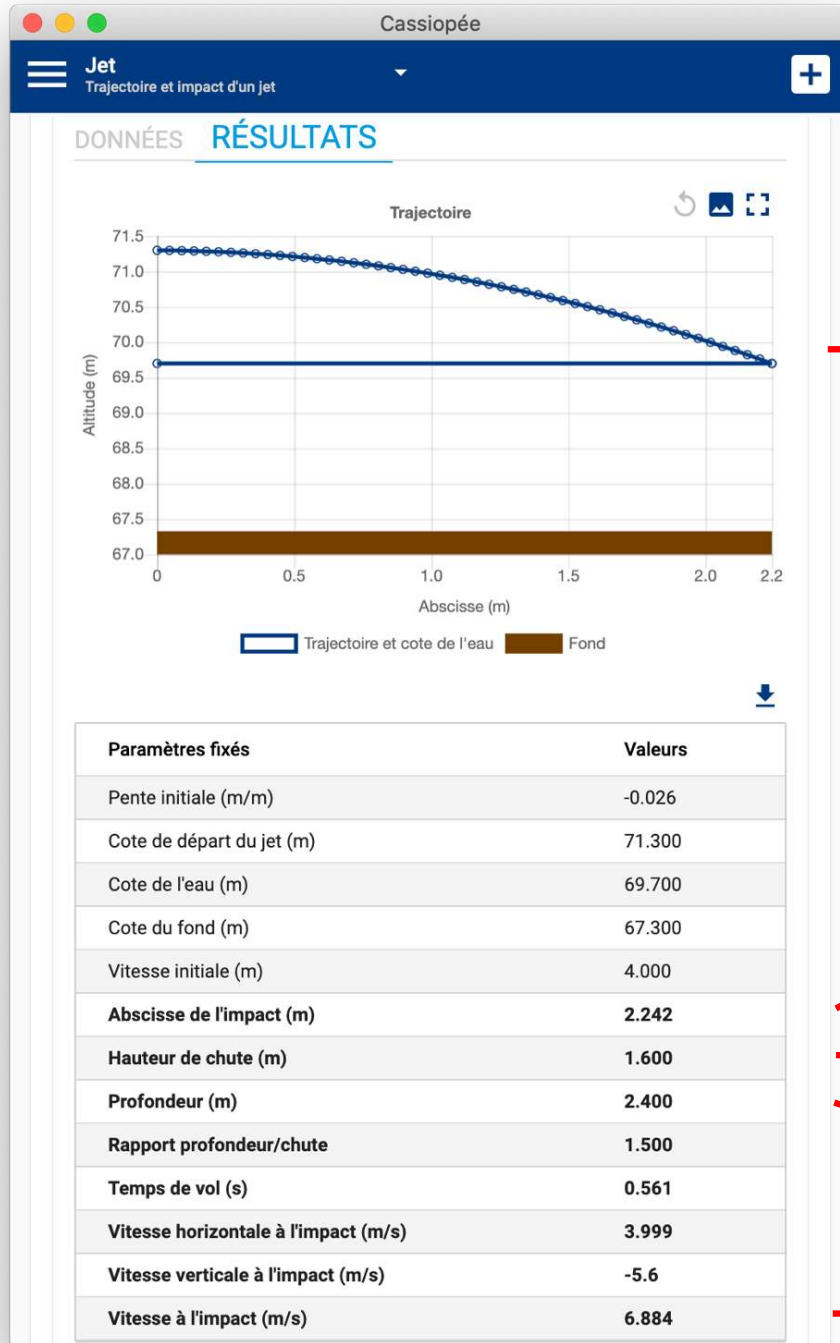 Cassiopée
Jet
Trajectoire et impact d'un jet
DONNÉES RÉSULTATS
Trajectoire
71.5
71.0
70.5
70.0
69.5
69.0
68.5
68.0
67.5
67.0
Altitude (m)
0 0.5 1.0 1.5 2.0 2.2
Abscisse (m)
Trajectoire et cote de l'eau Fond
Paramètres fixés Valeurs
Pente initiale (m/m) -0.026
Cote de départ du jet (m) 71.300
Cote de l'eau (m) 69.700
Cote du fond (m) 67.300
Vitesse initiale (m) 4.000
Abscisse de l'impact (m) 2.242
Hauteur de chute (m) 1.600
Profondeur (m) 2.400
Rapport profondeur/chute 1.500
Temps de vol (s) 0.561
Vitesse horizontale à l'impact (m/s) 3.999
Vitesse verticale à l'impact (m/s) -5.6
Vitesse à l'impact (m/s) 6.884